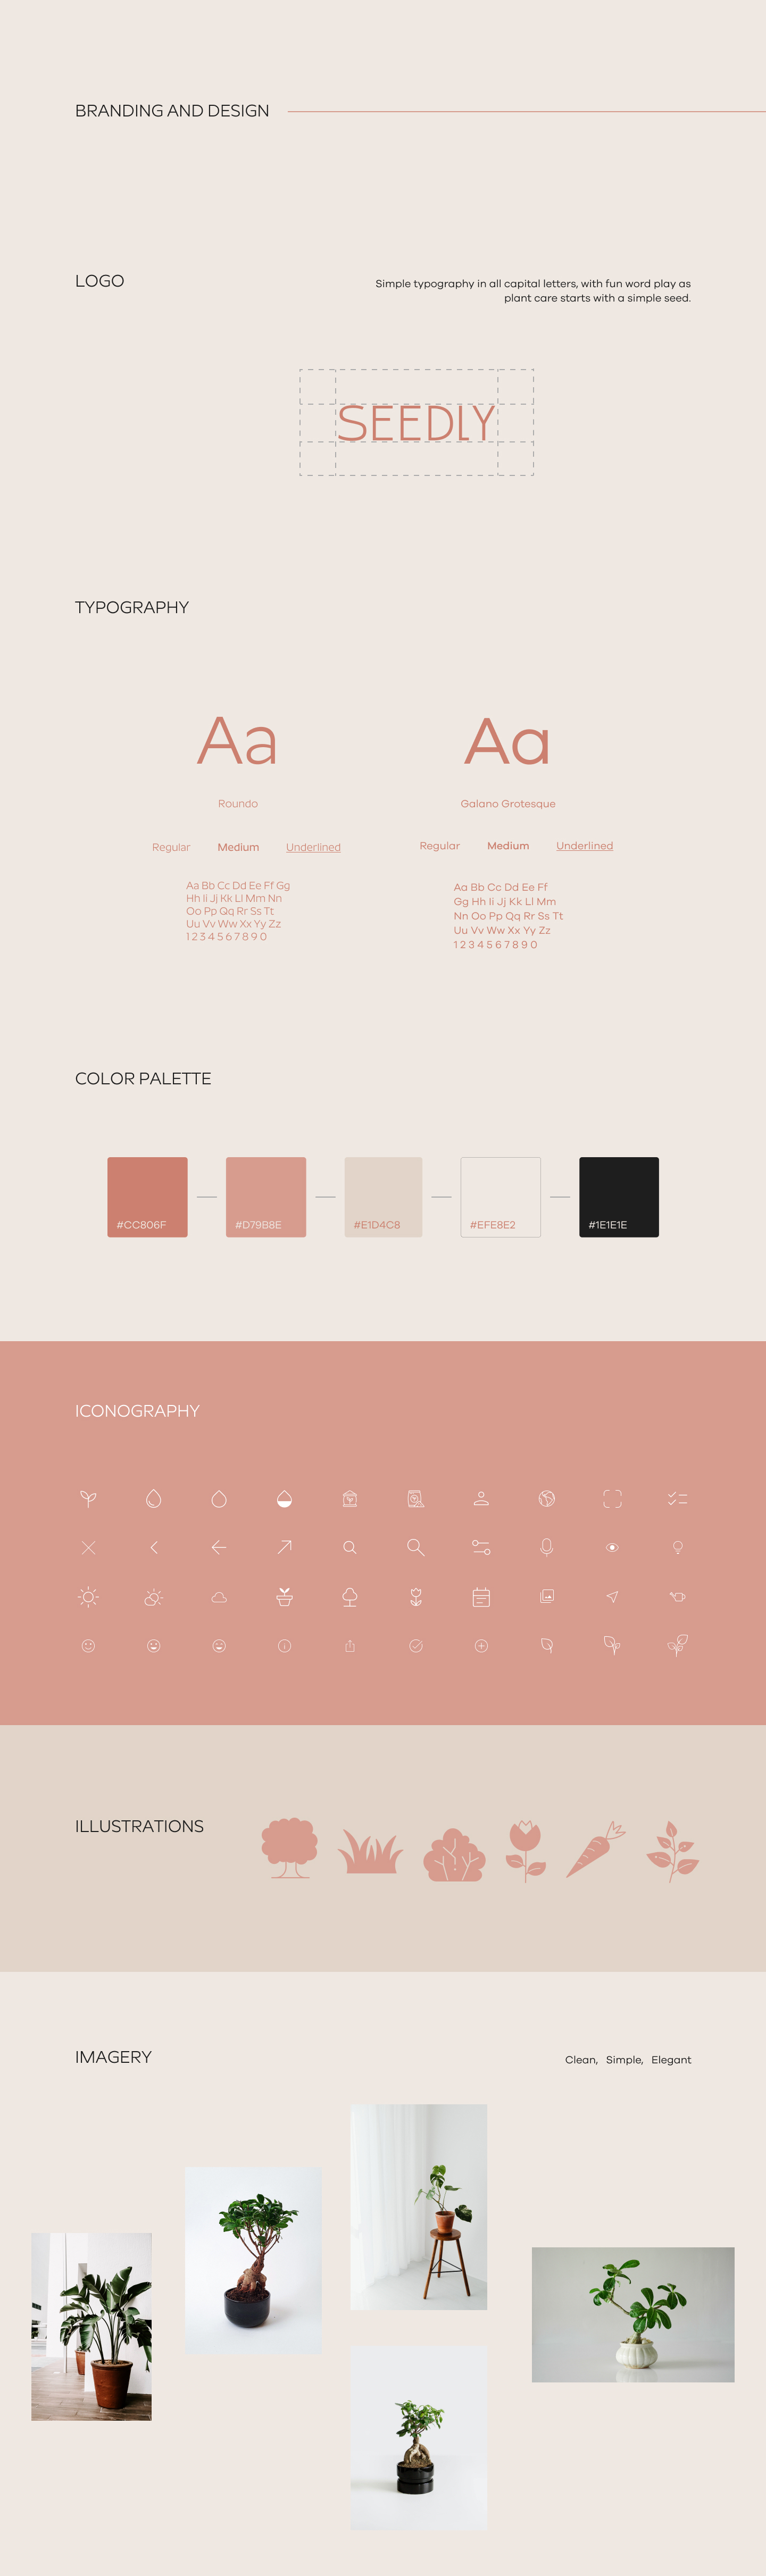 BRANDING AND DESIGN
LOGO
Simple typography in all capital letters, with fun word play as
plant care starts with a simple seed.
SEEDLY
TYPOGRAPHY
Aa
Roundo
Regular Medium Underlined
Aa Bb Cc Dd Ee Ff Gg
Hh Ii Jj Kk Ll Mm Nn
Oo Pp Qq Rr Ss Tt
Uu Vv Ww Xx Yy Zz
1 2 3 4 5 6 7 8 9 0
Aa
Galano Grotesque
Regular Medium Underlined
Aa Bb Cc Dd Ee Ff
Gg Hh Ii Jj Kk Ll Mm
Nn Oo Pp Qq Rr Ss Tt
Uu Vv Ww Xx Yy Zz
1 2 3 4 5 6 7 8 9 0
COLOR PALETTE
#CC806F
#D79B8E
#E1D4C8
#EFE8E2
#1E1E1E
ICONOGRAPHY
ILLUSTRATIONS
IMAGERY
Clean, Simple, Elegant